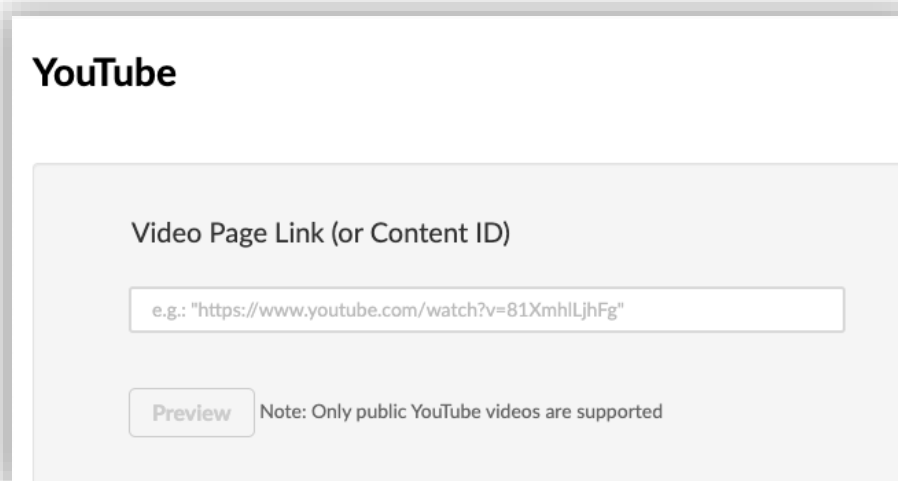 YouTube
Video Page Link (or Content ID)
e.g.: "https://www.youtube.com/watch?v=81XmhlLjhFg"
Preview Note: Only public YouTube videos are supported